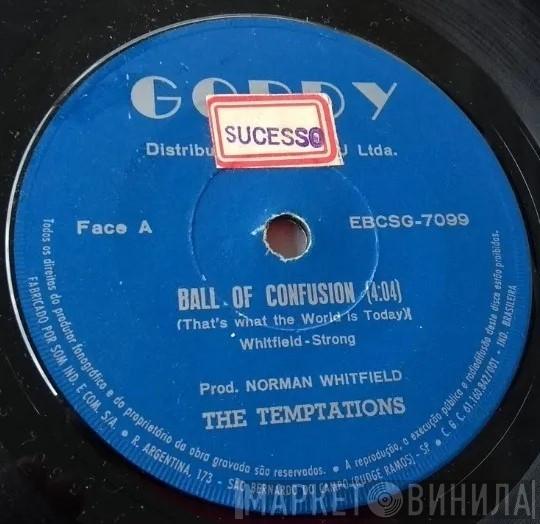 GORDY
SUCESSO
Distribu
Ltda.
Face A
EBCSG-7099
BALL OF CONFUSION (4:04)
(That's what the World is Today)
Whitfield-Strong
Prod. NORMAN WHITFIELD
THE TEMPTATIONS
Todos os direitos do produtor fonográfico e do proprietário da obra gravada são reservados. • A reprodução, a execução pública e radiodifusão deste disco estão proibidas.
FABRICADO POR SOM IND. E COM. S/A. • R. ARGENTINA, 173 - SÃO BERNARDO DO CAMPO (RUDGE RAMOS) - SP • C G C. 61.160.842/001 - IND. BRASILEIRA
МАРКЕТ ВИНИЛА